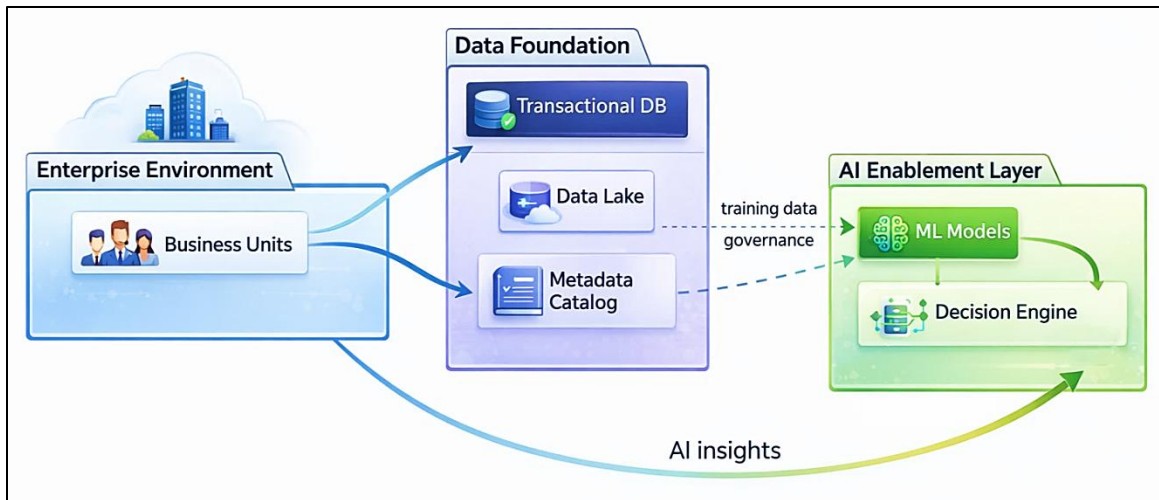 Data Foundation
Transactional DB
Enterprise Environment
Business Units
Data Lake
Metadata
Catalog
training data
governance
AI Enablement Layer
ML Models
Decision Engine
AI insights